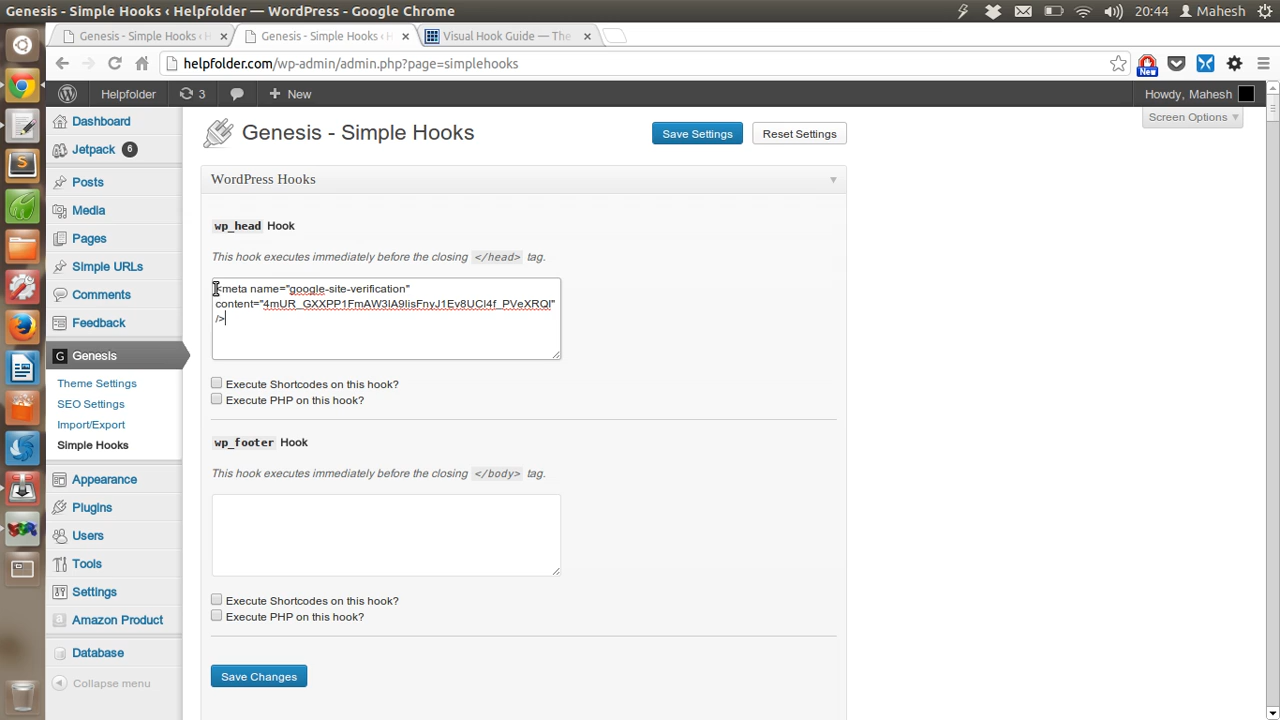 Genesis - Simple Hooks ‹ Helpfolder — WordPress - Google Chrome
20:44 Mahesh
Genesis - Simple Hooks ‹ H
Genesis - Simple Hooks ‹ H
Visual Hook Guide — The
helpfolder.com/wp-admin/admin.php?page=simplehooks
New
Helpfolder 3 + New
Howdy, Mahesh
Screen Options
Dashboard
Jetpack 6
Posts
Media
Pages
Simple URLs
Comments
Feedback
G Genesis
Theme Settings
SEO Settings
Import/Export
Simple Hooks
Appearance
Plugins
Users
Tools
Settings
Amazon Product
Database
Collapse menu
Genesis - Simple Hooks
Save Settings
Reset Settings
WordPress Hooks
wp_head Hook
This hook executes immediately before the closing </head> tag.
<meta name="google-site-verification"
/>
Execute Shortcodes on this hook?
Execute PHP on this hook?
wp_footer Hook
This hook executes immediately before the closing </body> tag.
Execute Shortcodes on this hook?
Execute PHP on this hook?
Save Changes